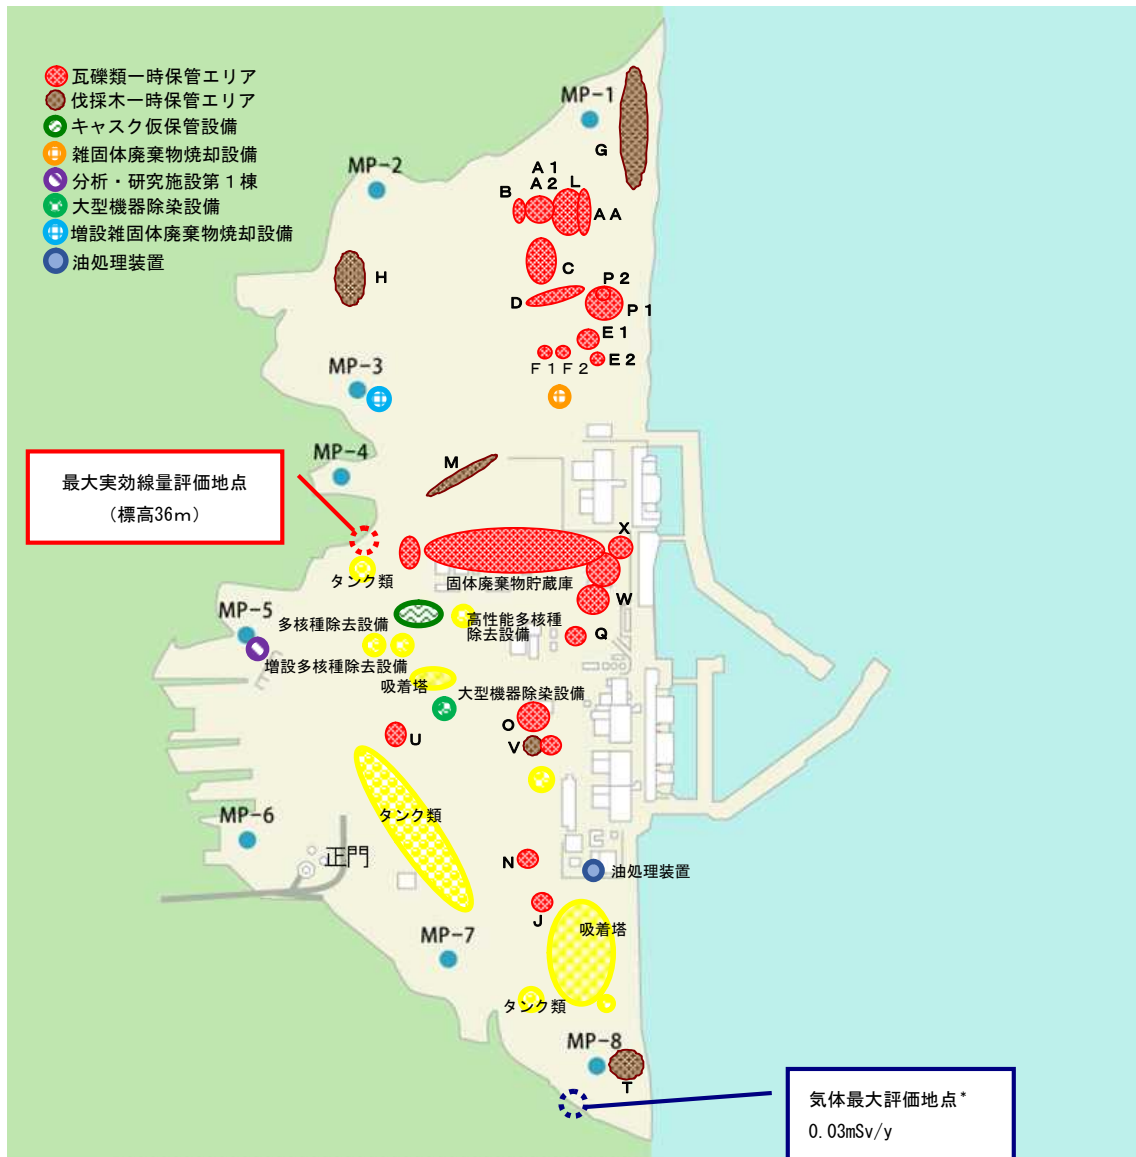 瓦礫類一時保管エリア
伐採木一時保管エリア
キャスク仮保管設備
雑固体廃棄物焼却設備
分析・研究施設第1棟
大型機器除染設備
増設雑固体廃棄物焼却設備
油処理装置
MP-1
G
MP-2
A1
A2
L
B
AA
H
C
P2
D
P1
E1
E2
F1
F2
MP-3
MP-4
M
最大実効線量評価地点
(標高36m)
X
タンク類
固体廃棄物貯蔵庫
W
MP-5
多核種除去設備
高性能多核種
除去設備
Q
増設多核種除去設備
吸着塔
大型機器除染設備
O
U
V
MP-6
タンク類
正門
N
油処理装置
J
吸着塔
MP-7
タンク類
MP-8
T
気体最大評価地点*
0.03mSv/y